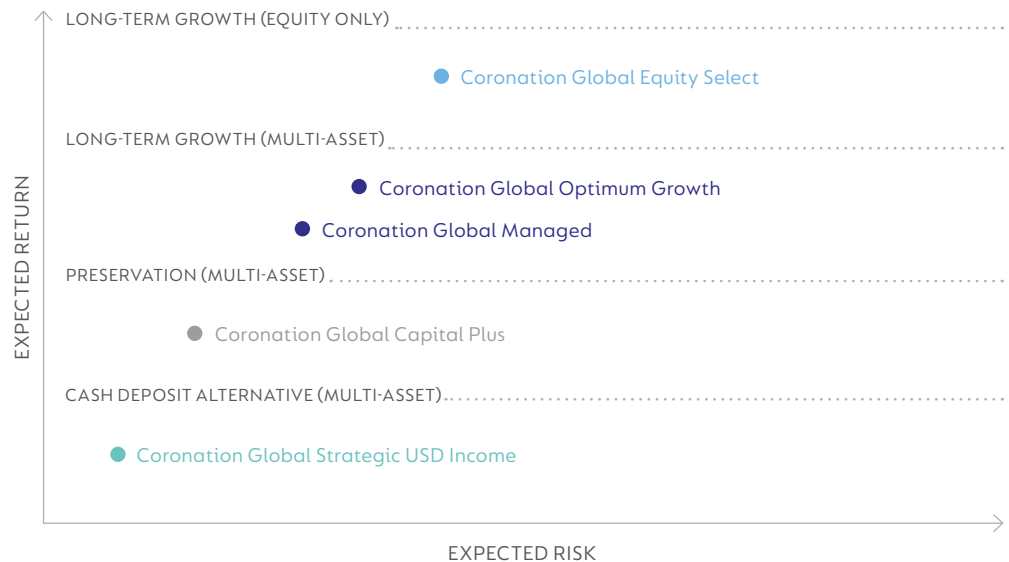 LONG-TERM GROWTH (EQUITY ONLY)
Coronation Global Equity Select
LONG-TERM GROWTH (MULTI-ASSET)
Coronation Global Optimum Growth
Coronation Global Managed
PRESERVATION (MULTI-ASSET)
Coronation Global Capital Plus
CASH DEPOSIT ALTERNATIVE (MULTI-ASSET)
Coronation Global Strategic USD Income
EXPECTED RETURN
EXPECTED RISK